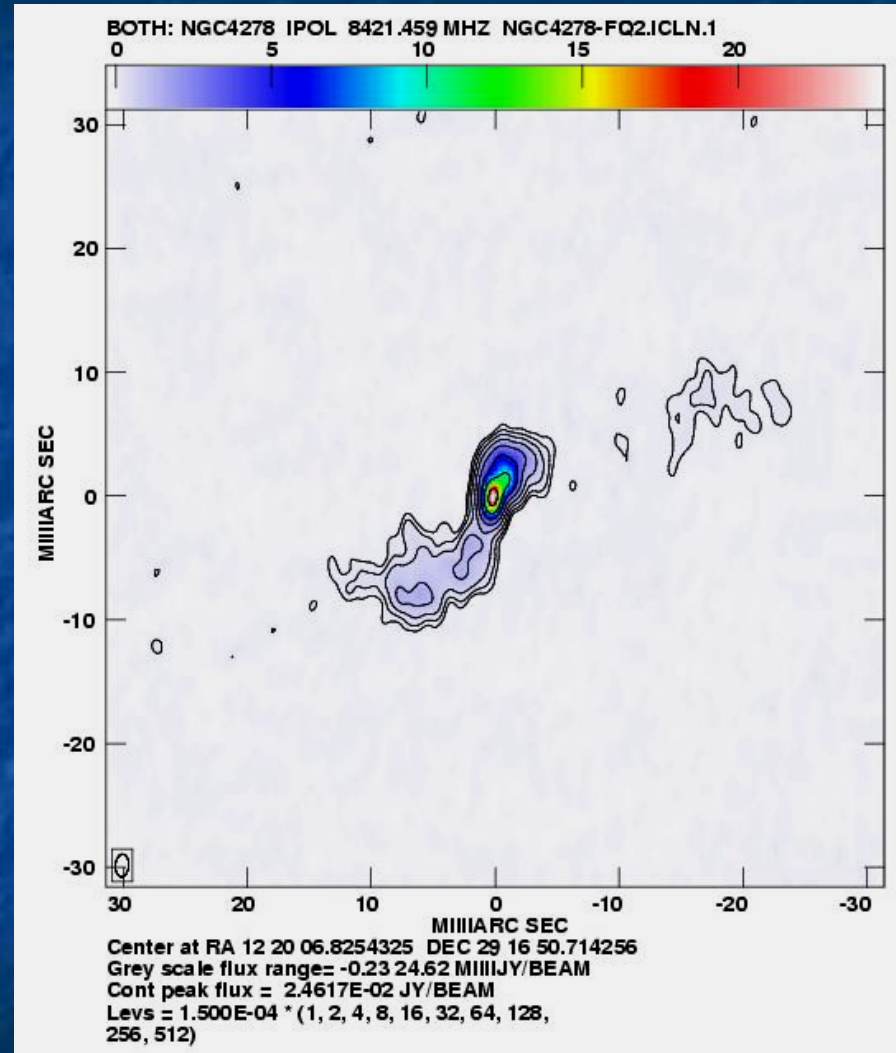 BOTH: NGC4278 IPOL 8421.459 MHZ NGC4278-FQ2.ICLN.1
0 5 10 15 20
30
20
10
0
-10
-20
-30
MIIIIARC SEC
30 20 10 0 -10 -20 -30
MIIIIARC SEC
Center at RA 12 20 06.8254325 DEC 29 16 50.714256
Grey scale flux range= -0.23 24.62 MIIIIJY/BEAM
Cont peak flux = 2.4617E-02 JY/BEAM
Levs = 1.500E-04 * (1, 2, 4, 8, 16, 32, 64, 128,
256, 512)